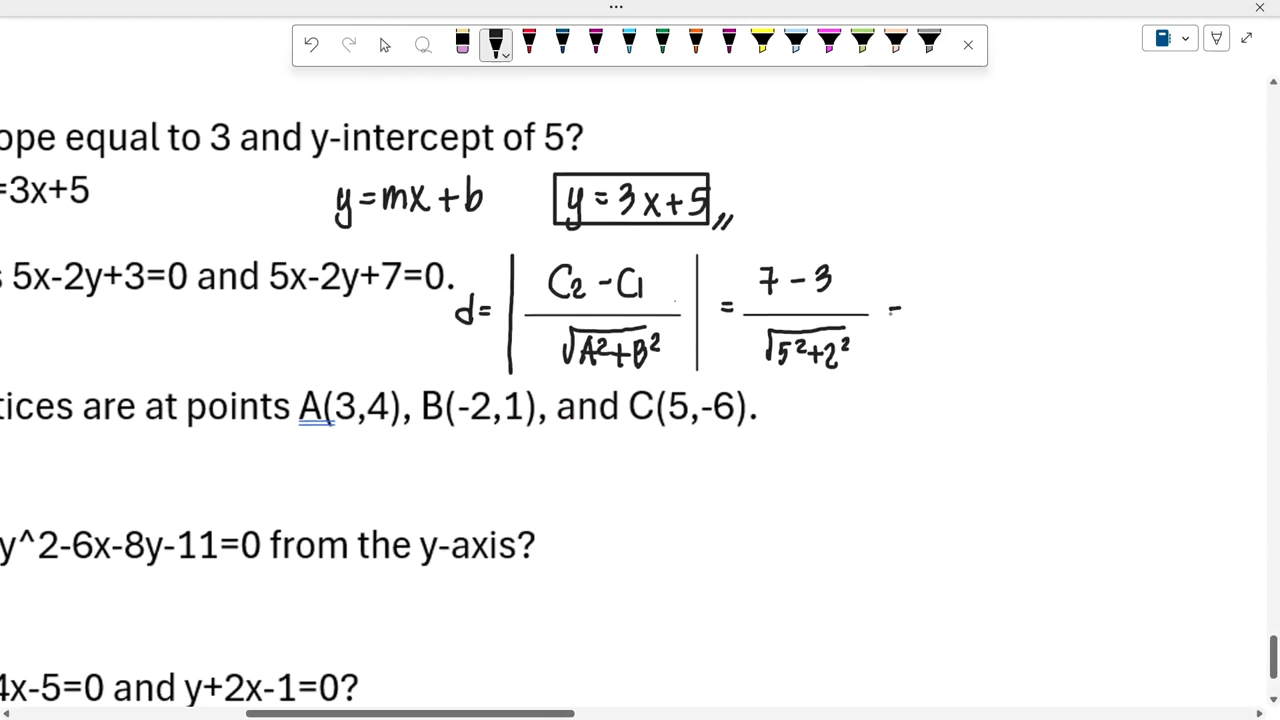 ope equal to 3 and y-intercept of 5?
=3x+5 y=mx+b y=3x+5
s 5x-2y+3=0 and 5x-2y+7=0. d= | C2-C1 / √A²+B² | = 7-3 / √5²+2² -
tices are at points A(3,4), B(-2,1), and C(5,-6).
y^2-6x-8y-11=0 from the y-axis?
4x-5=0 and y+2x-1=0?